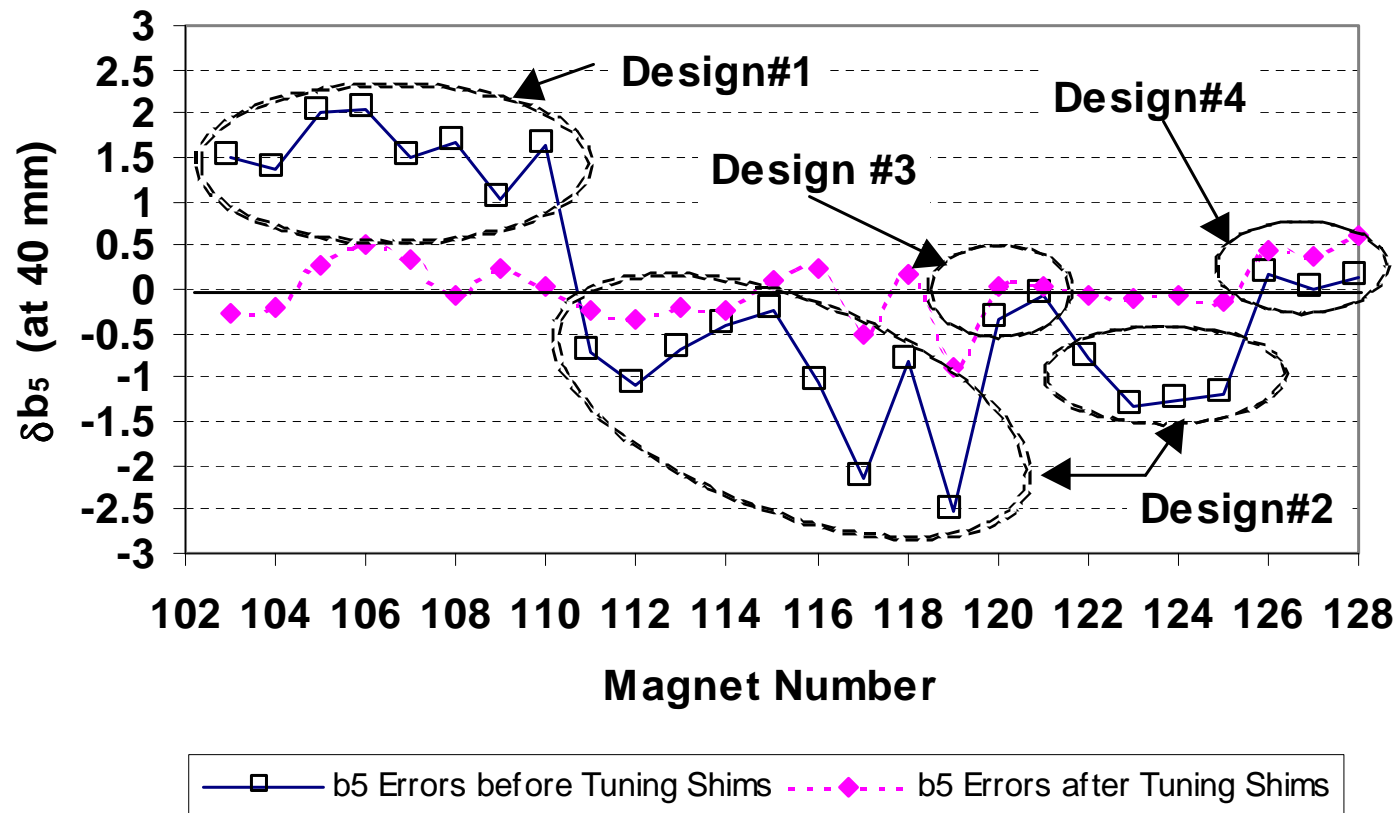 3
2.5
2
1.5
1
0.5
0
-0.5
-1
-1.5
-2
-2.5
-3
δb5 (at 40 mm)
Design#1
Design#4
Design #3
Design#2
102 104 106 108 110 112 114 116 118 120 122 124 126 128
Magnet Number
b5 Errors before Tuning Shims
b5 Errors after Tuning Shims